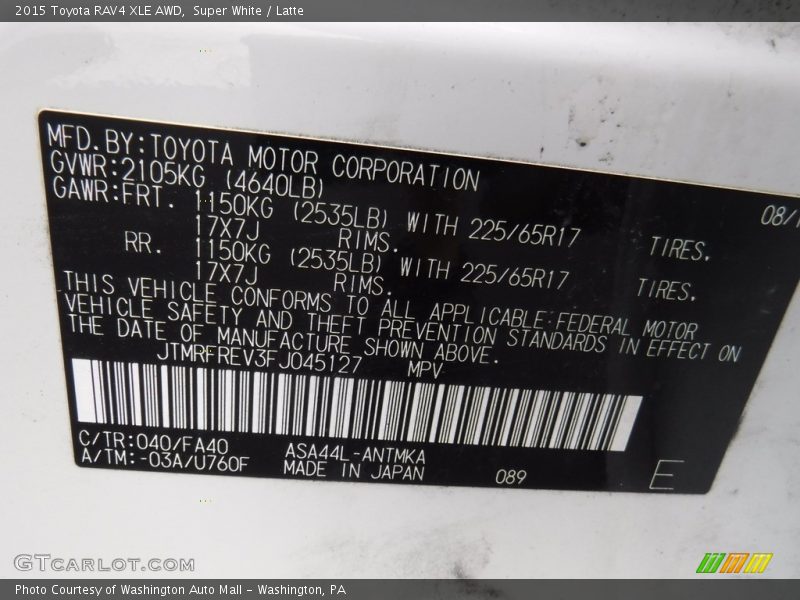 2015 Toyota RAV4 XLE AWD,  Super White / Latte
MFD.BY:TOYOTA MOTOR CORPORATION
08/1
GVWR:2105KG (4640LB)
GAWR:FRT. 1150KG (2535LB) WITH 225/65R17 TIRES.
17X7J RIMS.
RR. 1150KG (2535LB) WITH 225/65R17 TIRES.
17X7J RIMS.
THIS VEHICLE CONFORMS TO ALL APPLICABLE FEDERAL MOTOR
VEHICLE SAFETY AND THEFT PREVENTION STANDARDS IN EFFECT ON
THE DATE OF MANUFACTURE SHOWN ABOVE.
JTMRFREV3FJ045127 MPV
C/TR:040/FA40 ASA44L-ANTMKA
A/TM:-03A/U760F MADE IN JAPAN 089 E
GTCARLOT.COM
Photo Courtesy of Washington Auto Mall - Washington, PA